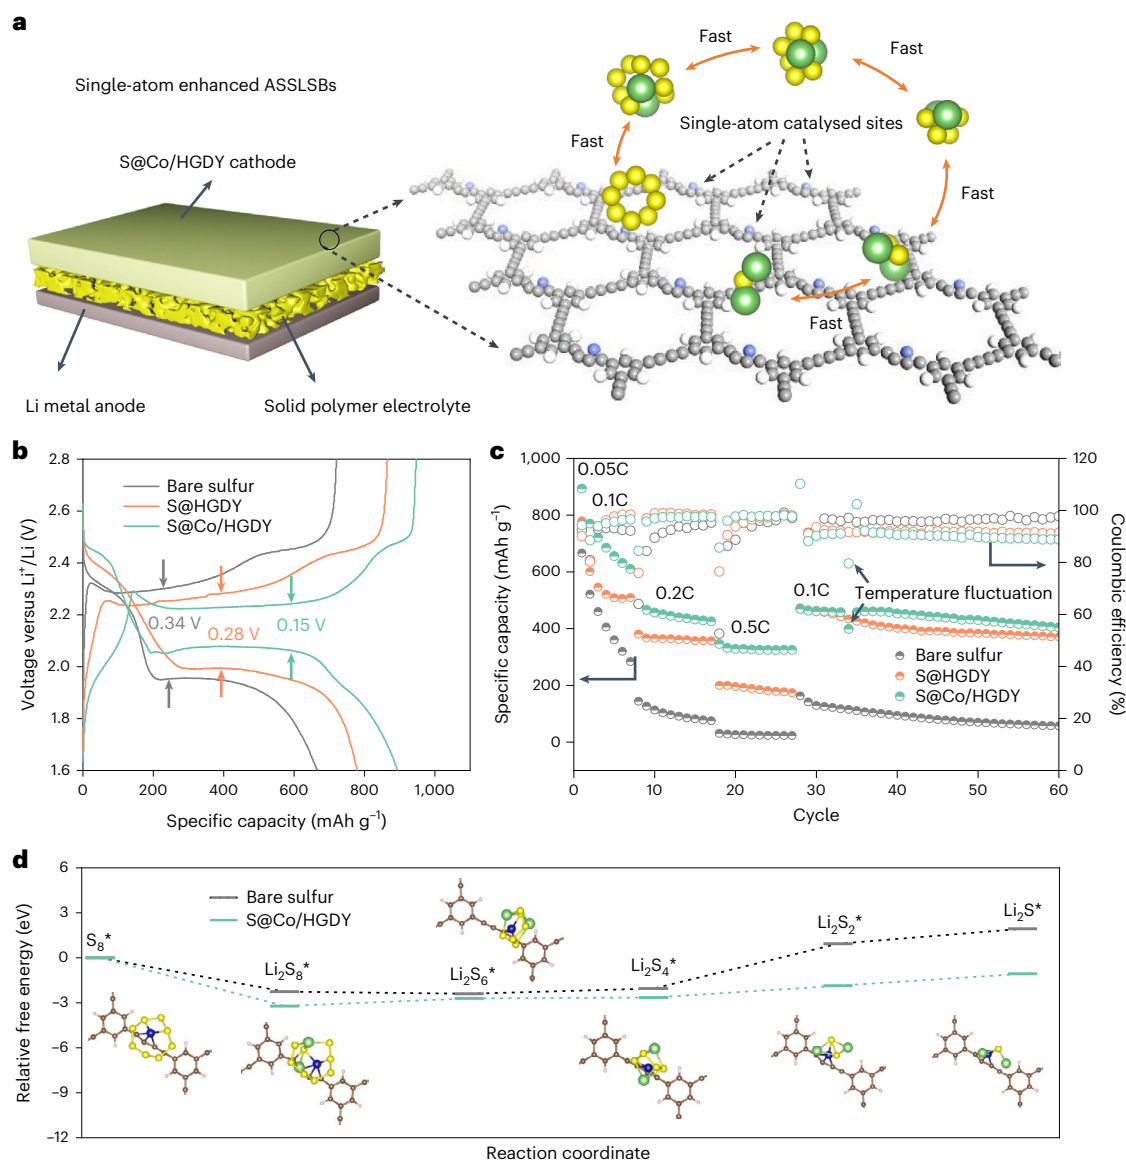 a
Single-atom enhanced ASSLSBs
S@Co/HGDY cathode
Li metal anode
Solid polymer electrolyte
Fast
Fast
Fast
Single-atom catalysed sites
Fast
Fast
Fast
b
Voltage versus Li⁺/Li (V)
2.8
2.6
2.4
2.2
2.0
1.8
1.6
Bare sulfur
S@HGDY
S@Co/HGDY
0.34 V
0.28 V
0.15 V
0
200
400
600
800
1,000
Specific capacity (mAh g⁻¹)
c
Specific capacity (mAh g⁻¹)
1,000
800
600
400
200
0
0.05C
0.1C
0.2C
0.5C
0.1C
Temperature fluctuation
Bare sulfur
S@HGDY
S@Co/HGDY
120
100
80
60
40
20
0
Coulombic efficiency (%)
0
10
20
30
40
50
60
Cycle
d
Relative free energy (eV)
6
3
0
−3
−6
−9
−12
Bare sulfur
S@Co/HGDY
S₈*
Li₂S₈*
Li₂S₆*
Li₂S₄*
Li₂S₂*
Li₂S*
Reaction coordinate